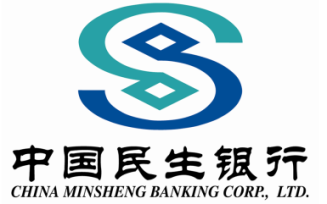 中国民生银行
CHINA MINSHENG BANKING CORP., LTD.